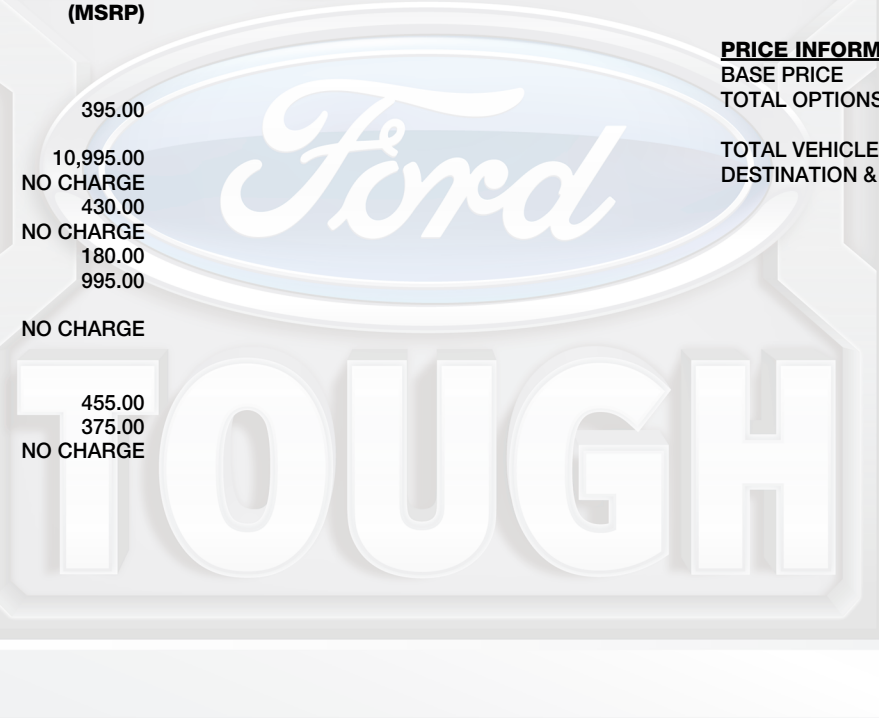 (MSRP)
395.00
10,995.00
NO CHARGE
430.00
NO CHARGE
180.00
995.00
NO CHARGE
455.00
375.00
NO CHARGE
PRICE INFORM
BASE PRICE
TOTAL OPTIONS
TOTAL VEHICLE
DESTINATION &
Ford
TOUGH